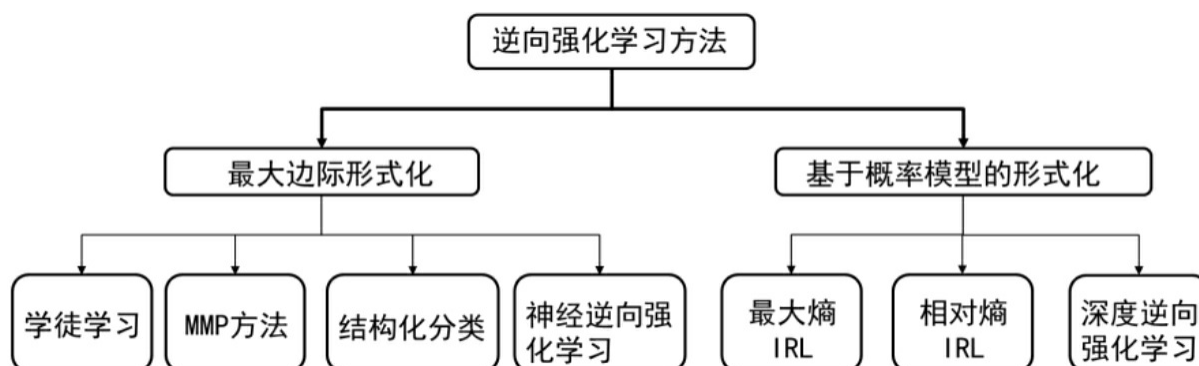 逆向强化学习方法
最大边际形式化
基于概率模型的形式化
学徒学习
MMP方法
结构化分类
神经逆向强
化学习
最大熵
IRL
相对熵
IRL
深度逆向
强化学习